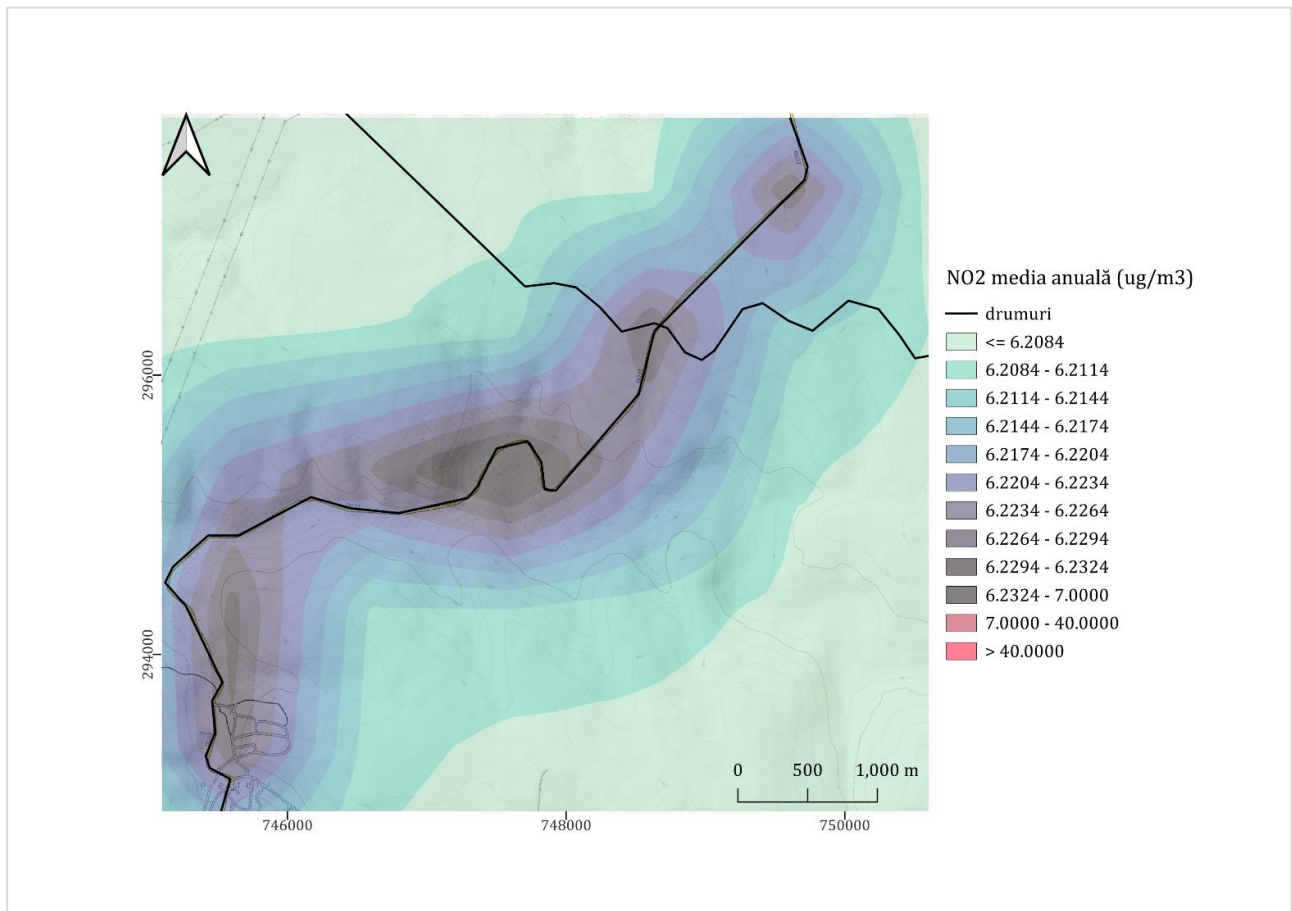 NO2 media anuală (ug/m3)
drumuri
<= 6.2084
6.2084 - 6.2114
6.2114 - 6.2144
6.2144 - 6.2174
6.2174 - 6.2204
6.2204 - 6.2234
6.2234 - 6.2264
6.2264 - 6.2294
6.2294 - 6.2324
6.2324 - 7.0000
7.0000 - 40.0000
> 40.0000
296000
294000
0 500 1,000 m
746000 748000 750000